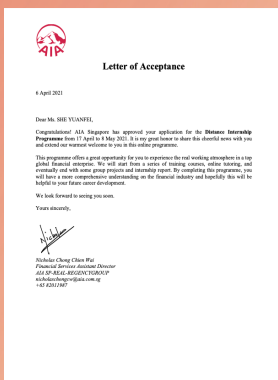 AIA
Letter of Acceptance
6 April 2021
Dear Ms. SHE YUANFEI,
Congratulations! AIA Singapore has approved your application for the Distance Internship
Programme from 17 April to 8 May 2021. It is my great honor to share this cheerful news with you
and extend our warmest welcome to you in this online programme.
This programme offers a great opportunity for you to experience the real working atmosphere in a top
global financial enterprise. We will start from a series of training courses, online tutoring, and
eventually end with some group projects and internship report. By completing this programme, you
will have a more comprehensive understanding on the financial industry and hopefully this will be
helpful to your future career development.
We look forward to seeing you soon.
Yours sincerely,
Nicholas Chong Chien Wai
Financial Services Assistant Director
AIA SP-REAL-REGENCYGROUP
nicholaschongcw@aia.com.sg
+65 82011987